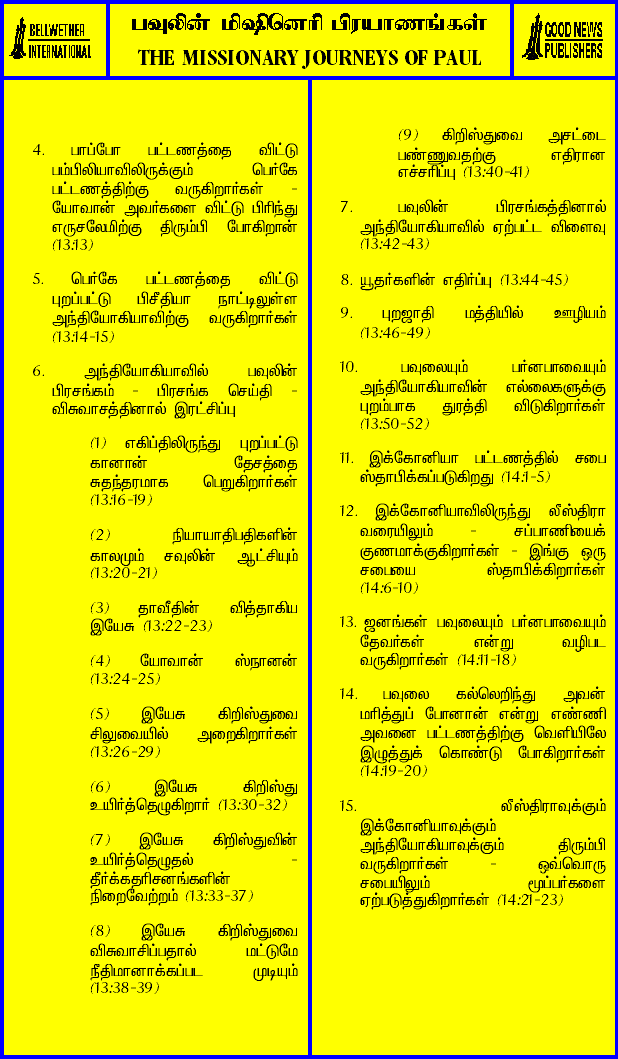 BELLWETHER
INTERNATIONAL
பவுலின் மிஷினெரி பிரயாணங்கள்
THE MISSIONARY JOURNEYS OF PAUL
GOOD NEWS
PUBLISHERS
4. பாப்போ பட்டணத்தை விட்டு
பம்பிலியாவிலிருக்கும் பெர்கே
பட்டணத்திற்கு வருகிறார்கள் -
யோவான் அவர்களை விட்டு பிரிந்து
எருசலேமிற்கு திரும்பி போகிறான்
(13:13)
5. பெர்கே பட்டணத்தை விட்டு
புறப்பட்டு பிசீதியா நாட்டிலுள்ள
அந்தியோகியாவிற்கு வருகிறார்கள்
(13:14-15)
6. அந்தியோகியாவில் பவுலின்
பிரசங்கம் - பிரசங்க செய்தி -
விசுவாசத்தினால் இரட்சிப்பு
(1) எகிப்திலிருந்து புறப்பட்டு
கானான் தேசத்தை
சுதந்தரமாக பெறுகிறார்கள்
(13:16-19)
(2) நியாயாதிபதிகளின்
காலமும் சவுலின் ஆட்சியும்
(13:20-21)
(3) தாவீதின் வித்தாகிய
இயேசு (13:22-23)
(4) யோவான் ஸ்நானன்
(13:24-25)
(5) இயேசு கிறிஸ்துவை
சிலுவையில் அறைகிறார்கள்
(13:26-29)
(6) இயேசு கிறிஸ்து
உயிர்த்தெழுகிறார் (13:30-32)
(7) இயேசு கிறிஸ்துவின்
உயிர்த்தெழுதல் -
தீர்க்கதரிசனங்களின்
நிறைவேற்றம் (13:33-37)
(8) இயேசு கிறிஸ்துவை
விசுவாசிப்பதால் மட்டுமே
நீதிமானாக்கப்பட முடியும்
(13:38-39)
(9) கிறிஸ்துவை அசட்டை
பண்ணுவதற்கு எதிரான
எச்சரிப்பு (13:40-41)
7. பவுலின் பிரசங்கத்தினால்
அந்தியோகியாவில் ஏற்பட்ட விளைவு
(13:42-43)
8. யூதர்களின் எதிர்ப்பு (13:44-45)
9. புறஜாதி மத்தியில் ஊழியம்
(13:46-49)
10. பவுலையும் பர்னபாவையும்
அந்தியோகியாவின் எல்லைகளுக்கு
புறம்பாக துரத்தி விடுகிறார்கள்
(13:50-52)
11. இக்கோனியா பட்டணத்தில் சபை
ஸ்தாபிக்கப்படுகிறது (14:1-5)
12. இக்கோனியாவிலிருந்து லீஸ்திரா
வரையிலும் - சப்பாணியைக்
குணமாக்குகிறார்கள் - இங்கு ஒரு
சபையை ஸ்தாபிக்கிறார்கள்
(14:6-10)
13. ஜனங்கள் பவுலையும் பர்னபாவையும்
தேவர்கள் என்று வழிபட
வருகிறார்கள் (14:11-18)
14. பவுலை கல்லெறிந்து அவன்
மரித்துப் போனான் என்று எண்ணி
அவனை பட்டணத்திற்கு வெளியிலே
இழுத்துக் கொண்டு போகிறார்கள்
(14:19-20)
15. லீஸ்திராவுக்கும்
இக்கோனியாவுக்கும்
அந்தியோகியாவுக்கும் திரும்பி
வருகிறார்கள் - ஒவ்வொரு
சபையிலும் மூப்பர்களை
ஏற்படுத்துகிறார்கள் (14:21-23)